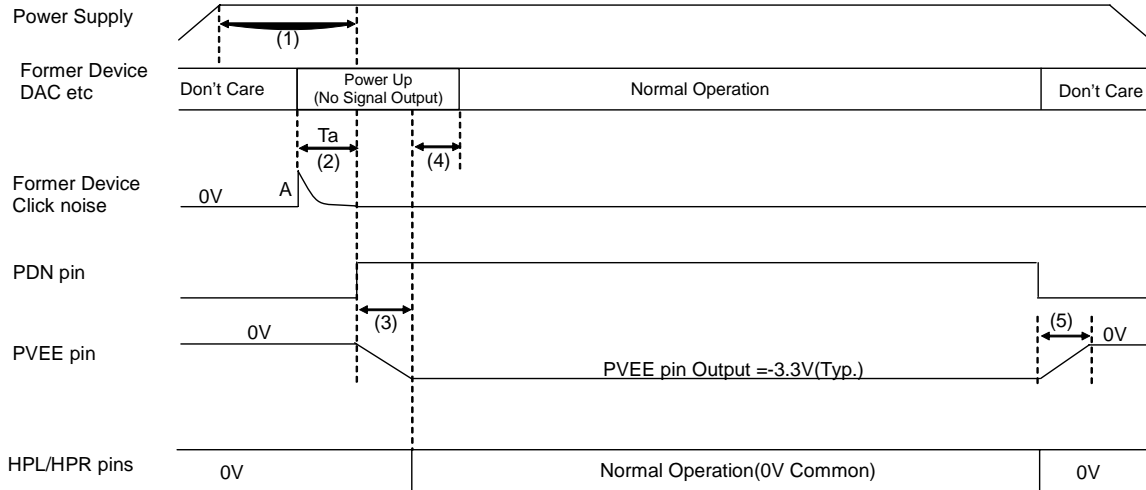 Power Supply
(1)
Former Device
DAC etc
Don't Care
Power Up
(No Signal Output)
Normal Operation
Don't Care
Ta
(2)
(4)
Former Device
Click noise
0V
A
PDN pin
(3)
(5)
PVEE pin
0V
0V
PVEE pin Output =-3.3V(Typ.)
HPL/HPR pins
0V
Normal Operation(0V Common)
0V